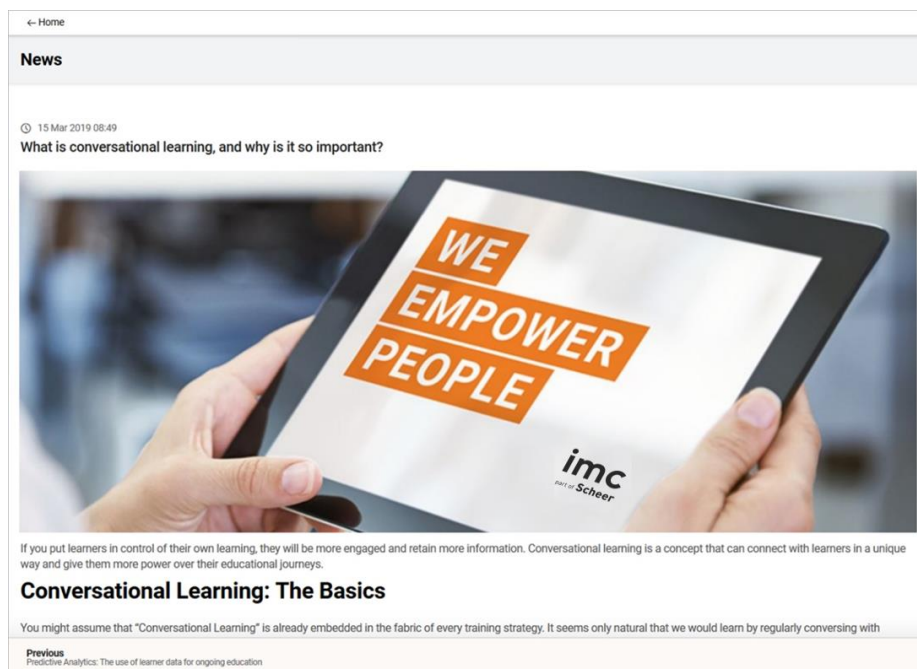 ← Home
News
15 Mar 2019 08:49
What is conversational learning, and why is it so important?
WE
EMPOWER
PEOPLE
imc
part of Scheer
If you put learners in control of their own learning, they will be more engaged and retain more information. Conversational learning is a concept that can connect with learners in a unique
way and give them more power over their educational journeys.
Conversational Learning: The Basics
You might assume that “Conversational Learning” is already embedded in the fabric of every training strategy. It seems only natural that we would learn by regularly conversing with
Previous
Predictive Analytics: The use of learner data for ongoing education